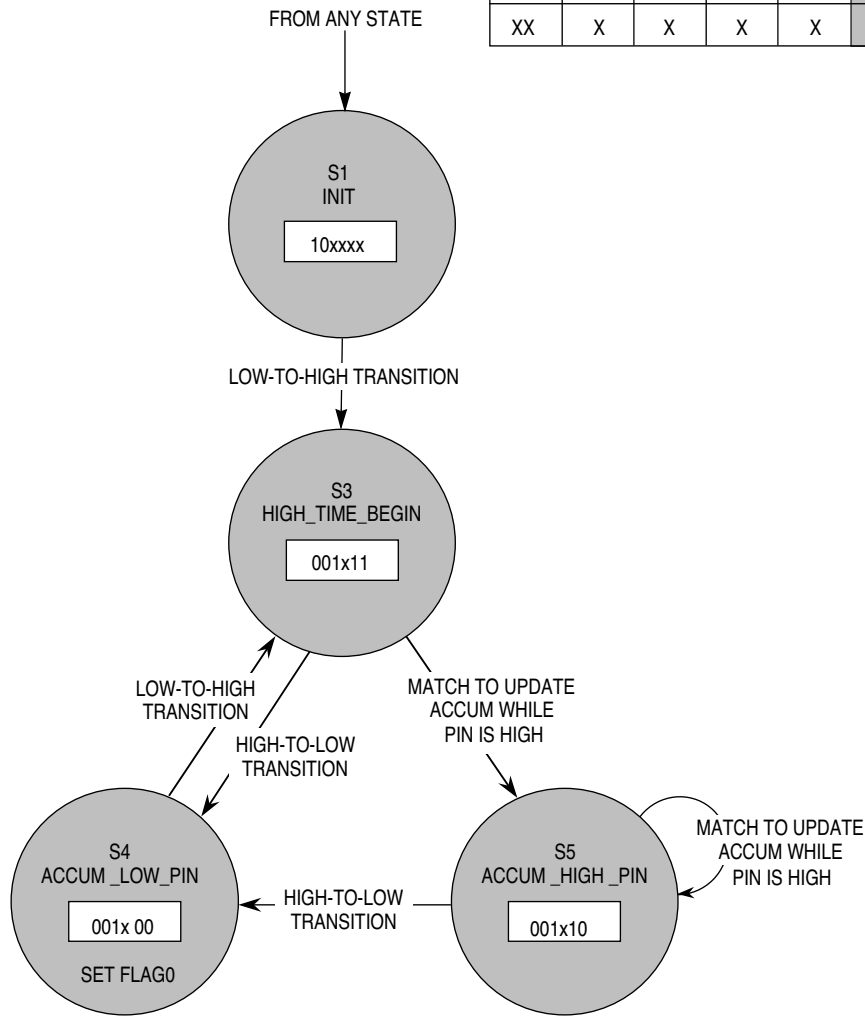 FROM ANY STATE
XX X X X X
S1
INIT
10xxxx
LOW-TO-HIGH TRANSITION
S3
HIGH_TIME_BEGIN
001x11
LOW-TO-HIGH
TRANSITION
HIGH-TO-LOW
TRANSITION
MATCH TO UPDATE
ACCUM WHILE
PIN IS HIGH
S4
ACCUM _LOW_PIN
001x 00
SET FLAG0
HIGH-TO-LOW
TRANSITION
S5
ACCUM _HIGH _PIN
001x10
MATCH TO UPDATE
ACCUM WHILE
PIN IS HIGH